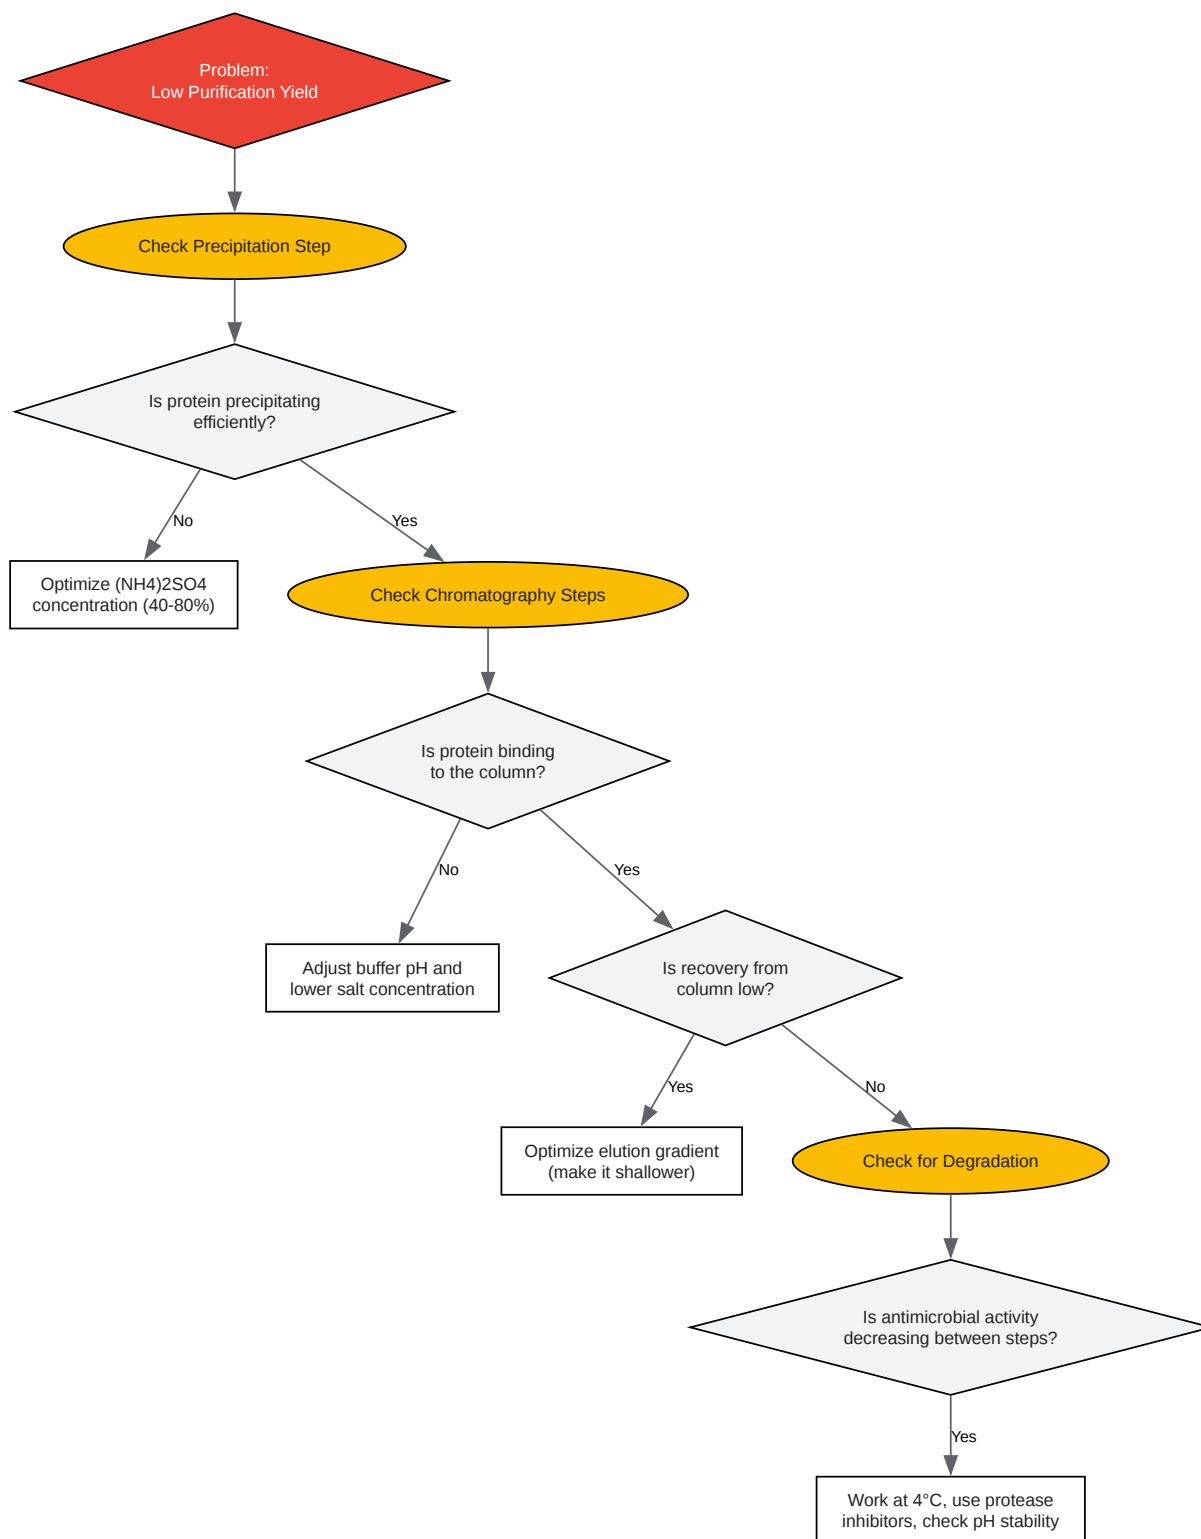 Problem:
Low Purification Yield
Check Precipitation Step
Is protein precipitating
efficiently?
No
Yes
Optimize (NH4)2SO4
concentration (40-80%)
Check Chromatography Steps
Is protein binding
to the column?
No
Yes
Adjust buffer pH and
lower salt concentration
Is recovery from
column low?
Yes
No
Optimize elution gradient
(make it shallower)
Check for Degradation
Is antimicrobial activity
decreasing between steps?
Yes
Work at 4°C, use protease
inhibitors, check pH stability